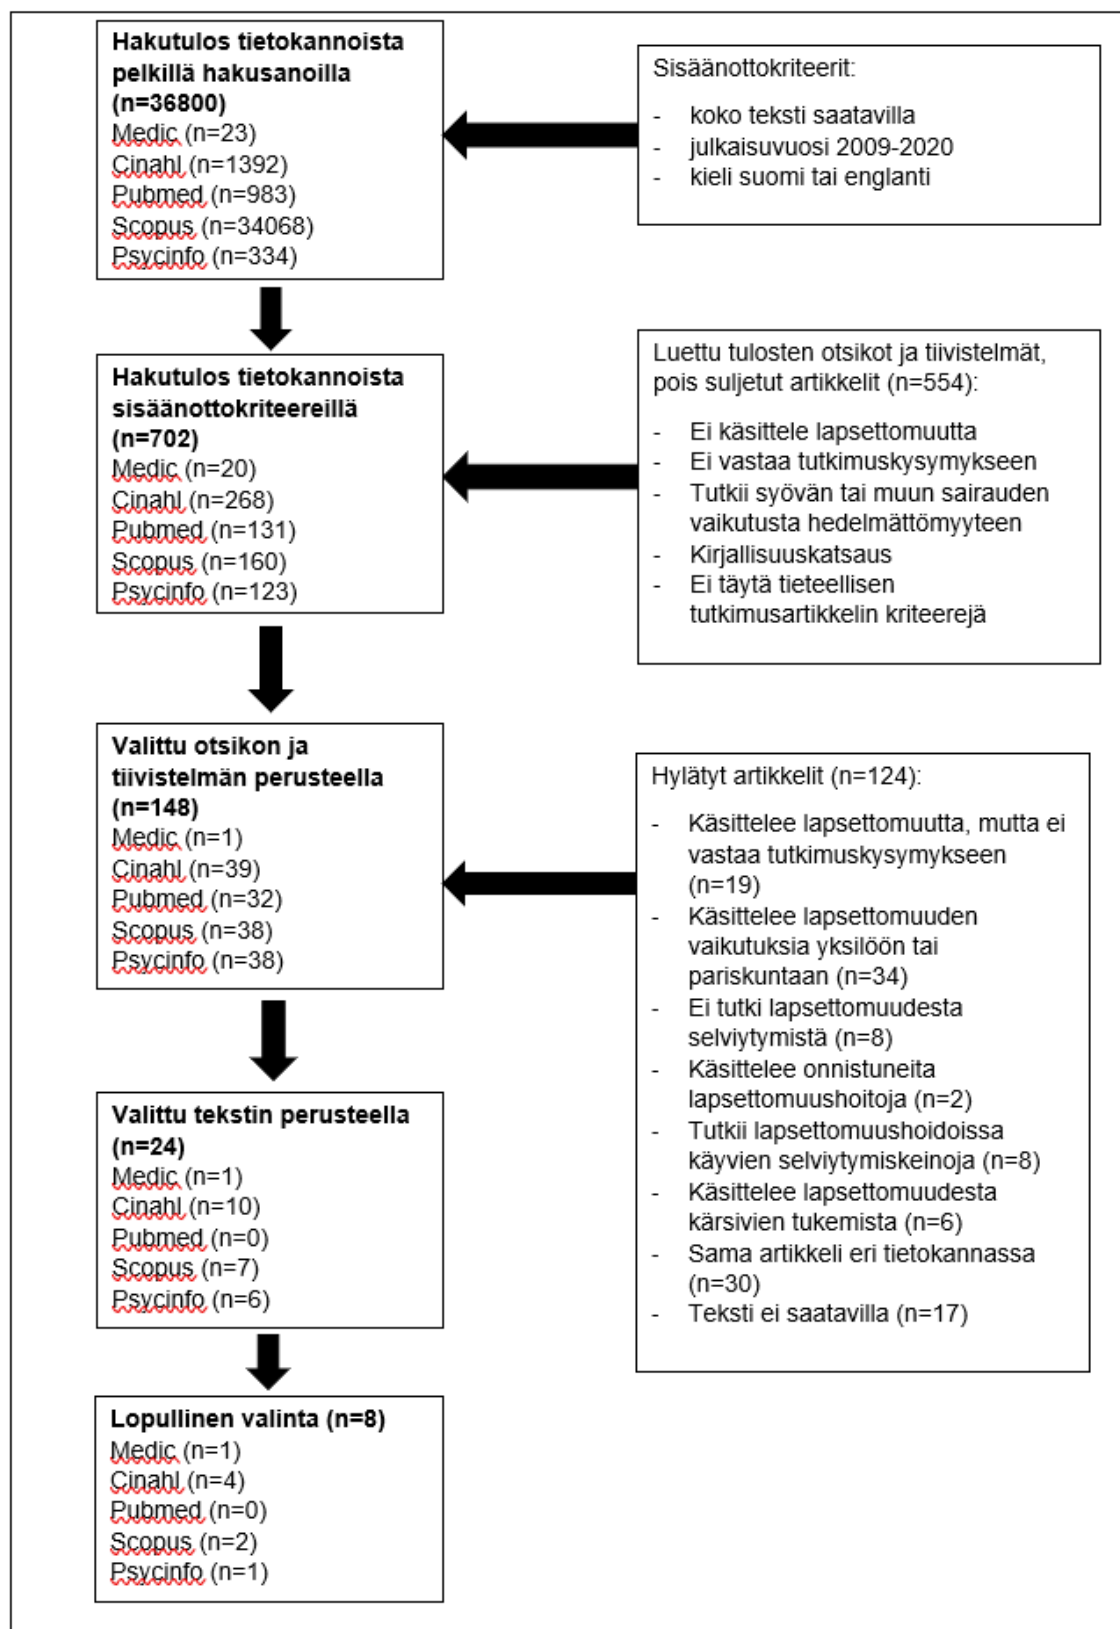 Hakutulos tietokannoista
pelkillä hakusanoilla
(n=36800)
Medic (n=23)
Cinahl (n=1392)
Pubmed (n=983)
Scopus (n=34068)
Psycinfo (n=334)
Sisäänottokriteerit:
- koko teksti saatavilla
- julkaisuvuosi 2009-2020
- kieli suomi tai englanti
Hakutulos tietokannoista
sisäänottokriteereillä
(n=702)
Medic (n=20)
Cinahl (n=268)
Pubmed (n=131)
Scopus (n=160)
Psycinfo (n=123)
Luettu tulosten otsikot ja tiivistelmät,
pois suljetut artikkelit (n=554):
- Ei käsittele lapsettomuutta
- Ei vastaa tutkimuskysymykseen
- Tutkii syövän tai muun sairauden
vaikutusta hedelmättömyyteen
- Kirjallisuuskatsaus
- Ei täytä tieteellisen
tutkimusartikkelin kriteerejä
Valittu otsikon ja
tiivistelmän perusteella
(n=148)
Medic (n=1)
Cinahl (n=39)
Pubmed (n=32)
Scopus (n=38)
Psycinfo (n=38)
Hylätyt artikkelit (n=124):
- Käsittelee lapsettomuutta, mutta ei
vastaa tutkimuskysymykseen
(n=19)
- Käsittelee lapsettomuuden
vaikutuksia yksilöön tai
pariskuntaan (n=34)
- Ei tutki lapsettomuudesta
selviytymistä (n=8)
- Käsittelee onnistuneita
lapsettomuushoitoja (n=2)
- Tutkii lapsettomuushoidoissa
käyvien selviytymiskeinoja (n=8)
- Käsittelee lapsettomuudesta
kärsivien tukemista (n=6)
- Sama artikkeli eri tietokannassa
(n=30)
- Teksti ei saatavilla (n=17)
Valittu tekstin perusteella
(n=24)
Medic (n=1)
Cinahl (n=10)
Pubmed (n=0)
Scopus (n=7)
Psycinfo (n=6)
Lopullinen valinta (n=8)
Medic (n=1)
Cinahl (n=4)
Pubmed (n=0)
Scopus (n=2)
Psycinfo (n=1)